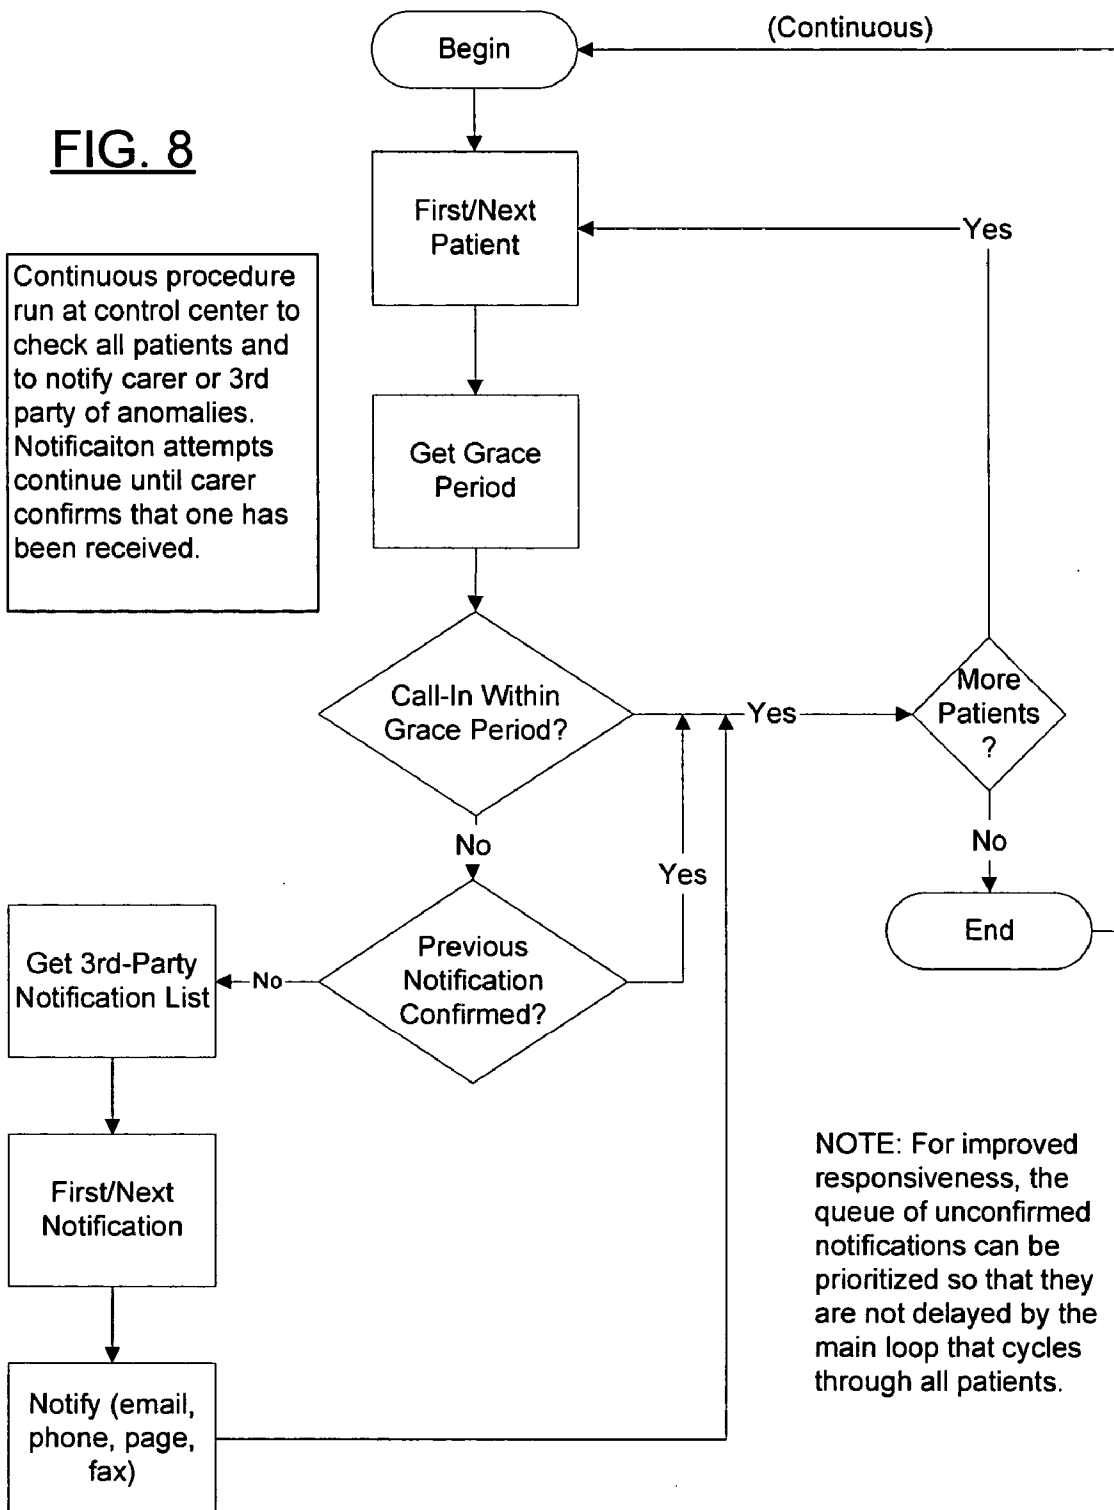 (Continuous)
Begin
FIG. 8
First/Next
Patient
Yes
Continuous procedure
run at control center to
check all patients and
to notify carer or 3rd
party of anomalies.
Notificaiton attempts
continue until carer
confirms that one has
been received.
Get Grace
Period
Call-In Within
Grace Period?
Yes
More
Patients
?
No
Yes
No
End
Previous
Notification
Confirmed?
No
Get 3rd-Party
Notification List
First/Next
Notification
Notify (email,
phone, page,
fax)
NOTE: For improved
responsiveness, the
queue of unconfirmed
notifications can be
prioritized so that they
are not delayed by the
main loop that cycles
through all patients.